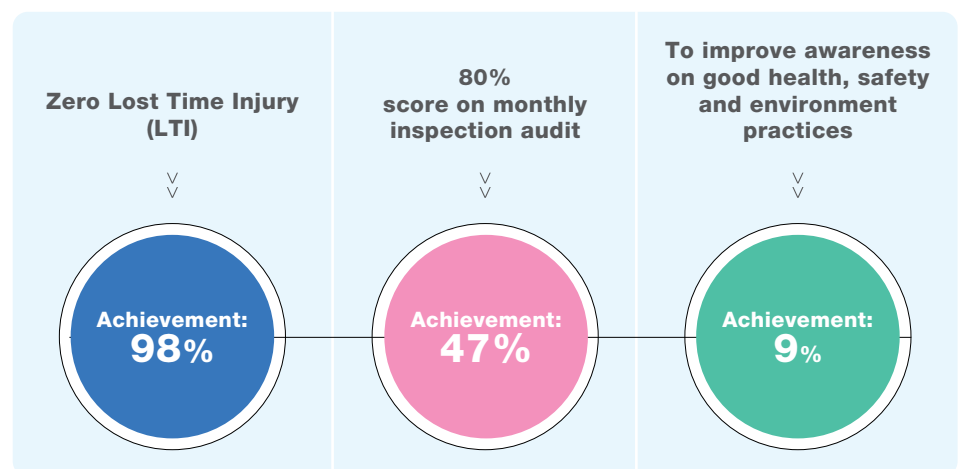 Zero Lost Time Injury
(LTI)
Achievement:
98%
80%
score on monthly
inspection audit
Achievement:
47%
To improve awareness
on good health, safety
and environment
practices
Achievement:
9%